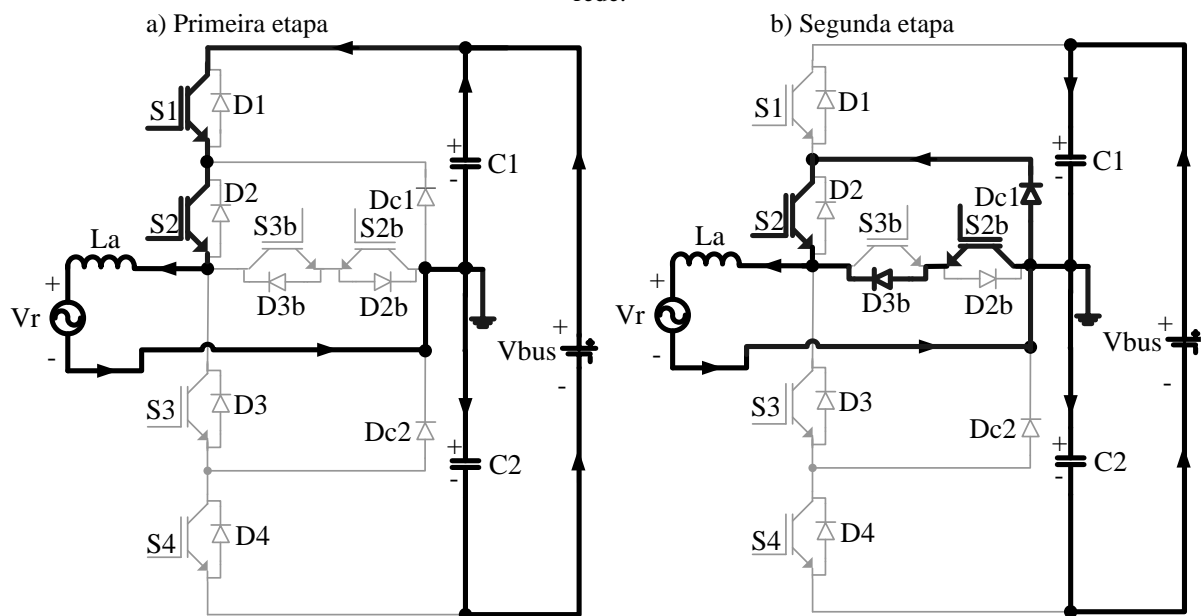 rede.
a) Primeira etapa
S1
D1
+
-
C1
S2
D2
Dc1
S3b
S2b
La
D3b
D2b
+
Vr
-
+
Vbus
-
S3
D3
Dc2
+
-
C2
S4
D4
b) Segunda etapa
S1
D1
+
-
C1
S2
D2
Dc1
S3b
S2b
La
D3b
D2b
+
Vr
-
+
Vbus
-
S3
D3
Dc2
+
-
C2
S4
D4